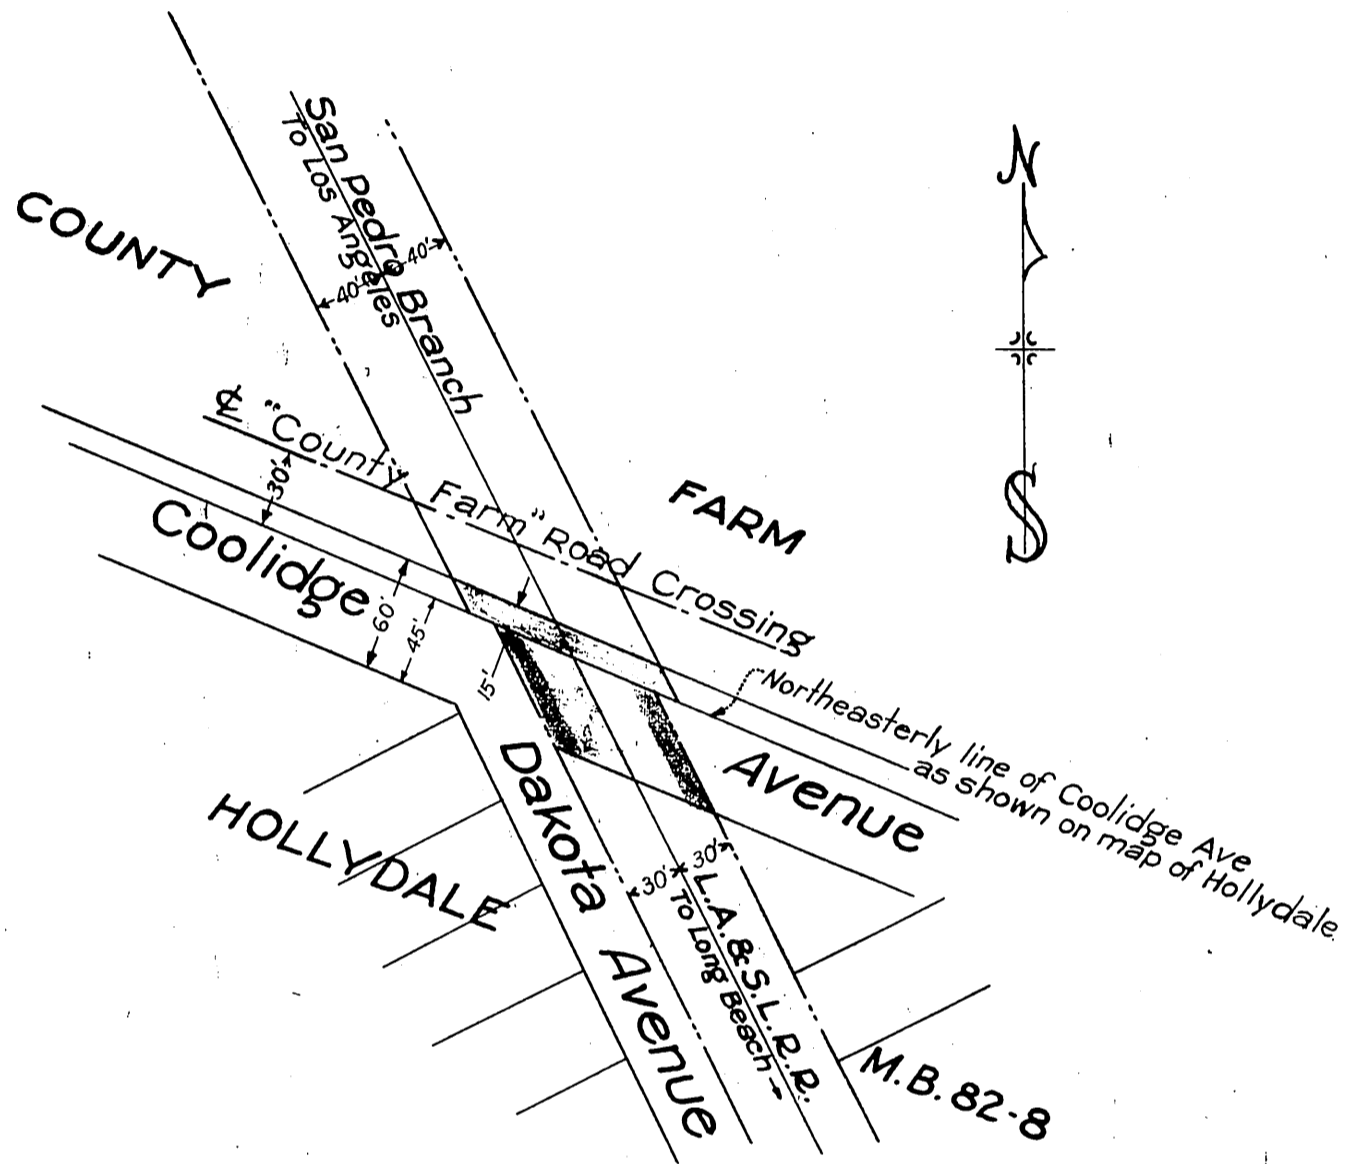 San Pedro Branch
To Los Angeles
N
COUNTY
40'
40'
℄ "County Farm" Road Crossing
30'
FARM
S
Coolidge
60'
45'
15'
Northeasterly line of Coolidge Ave
as shown on map of Hollydale.
Avenue
HOLLYDALE
Dakota Avenue
30'
30'
L.A. & S.L. R.R.
To Long Beach
M.B. 82-8